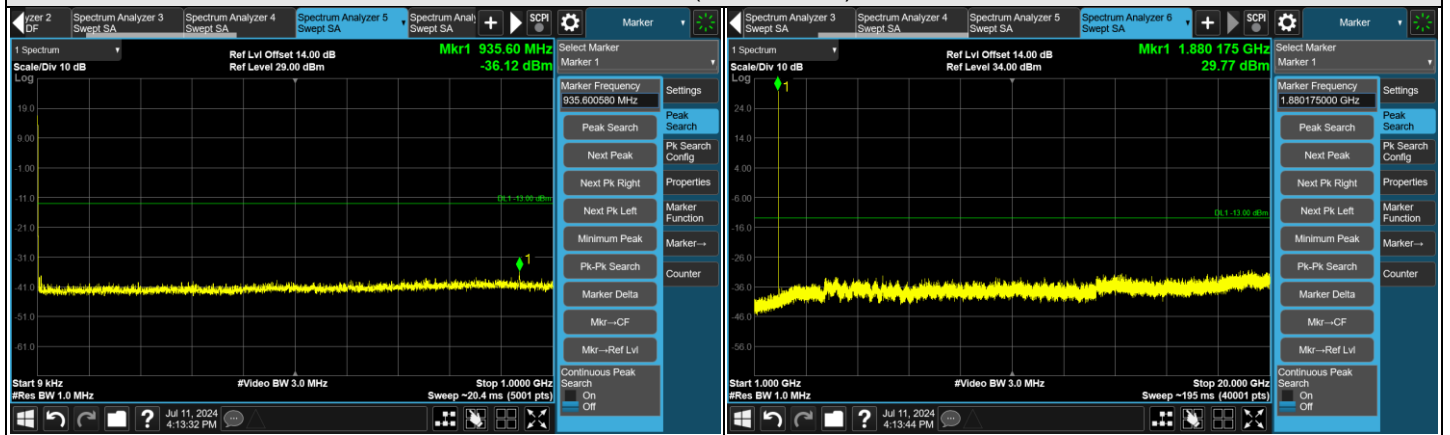 yzer 2
DF
Spectrum Analyzer 3
Swept SA
Spectrum Analyzer 4
Swept SA
Spectrum Analyzer 5
Swept SA
Spectrum Analy
Swept SA
SCPI
Marker
1 Spectrum
Scale/Div 10 dB
Log
Ref Lvl Offset 14.00 dB
Ref Level 29.00 dBm
Mkr1 935.60 MHz
-36.12 dBm
19.0
9.00
-1.00
-11.0
-21.0
-31.0
-41.0
-51.0
-61.0
DL1 -13.00 dBm
1
Start 9 kHz
#Res BW 1.0 MHz
#Video BW 3.0 MHz
Stop 1.0000 GHz
Sweep ~20.4 ms (5001 pts)
Select Marker
Marker 1
Marker Frequency
935.600580 MHz
Peak Search
Next Peak
Next Pk Right
Next Pk Left
Minimum Peak
Pk-Pk Search
Marker Delta
Mkr→CF
Mkr→Ref Lvl
Continuous Peak
Search
On
Off
Settings
Peak
Search
Pk Search
Config
Properties
Marker
Function
Marker→
Counter
?
Jul 11, 2024
4:13:32 PM
Spectrum Analyzer 3
Swept SA
Spectrum Analyzer 4
Swept SA
Spectrum Analyzer 5
Swept SA
Spectrum Analyzer 6
Swept SA
SCPI
Marker
1 Spectrum
Scale/Div 10 dB
Log
Ref Lvl Offset 14.00 dB
Ref Level 34.00 dBm
Mkr1 1.880 175 GHz
29.77 dBm
24.0
14.0
4.00
-6.00
-16.0
-26.0
-36.0
-46.0
-56.0
DL1 -13.00 dBm
1
Start 1.000 GHz
#Res BW 1.0 MHz
#Video BW 3.0 MHz
Stop 20.000 GHz
Sweep ~195 ms (40001 pts)
Select Marker
Marker 1
Marker Frequency
1.880175000 GHz
Peak Search
Next Peak
Next Pk Right
Next Pk Left
Minimum Peak
Pk-Pk Search
Marker Delta
Mkr→CF
Mkr→Ref Lvl
Continuous Peak
Search
On
Off
Settings
Peak
Search
Pk Search
Config
Properties
Marker
Function
Marker→
Counter
?
Jul 11, 2024
4:13:44 PM